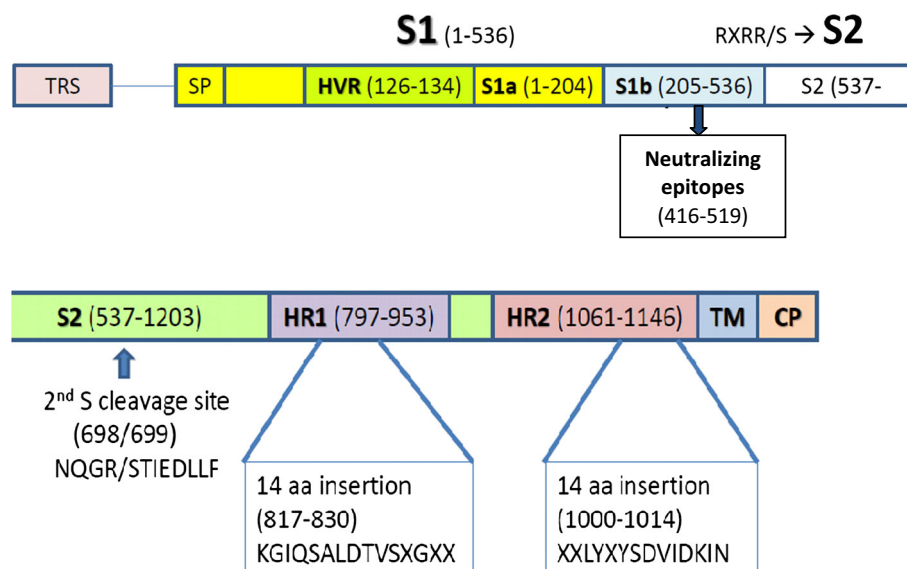 S1 (1-536)
RXRR/S → S2
TRS
SP
HVR (126-134)
S1a (1-204)
S1b (205-536)
S2 (537-
Neutralizing
epitopes
(416-519)
S2 (537-1203)
HR1 (797-953)
HR2 (1061-1146)
TM
CP
2nd S cleavage site
(698/699)
NQGR/STIEDLLF
14 aa insertion
(817-830)
KGIQSALDTVSXGXX
14 aa insertion
(1000-1014)
XXLYXYSDVIDKIN